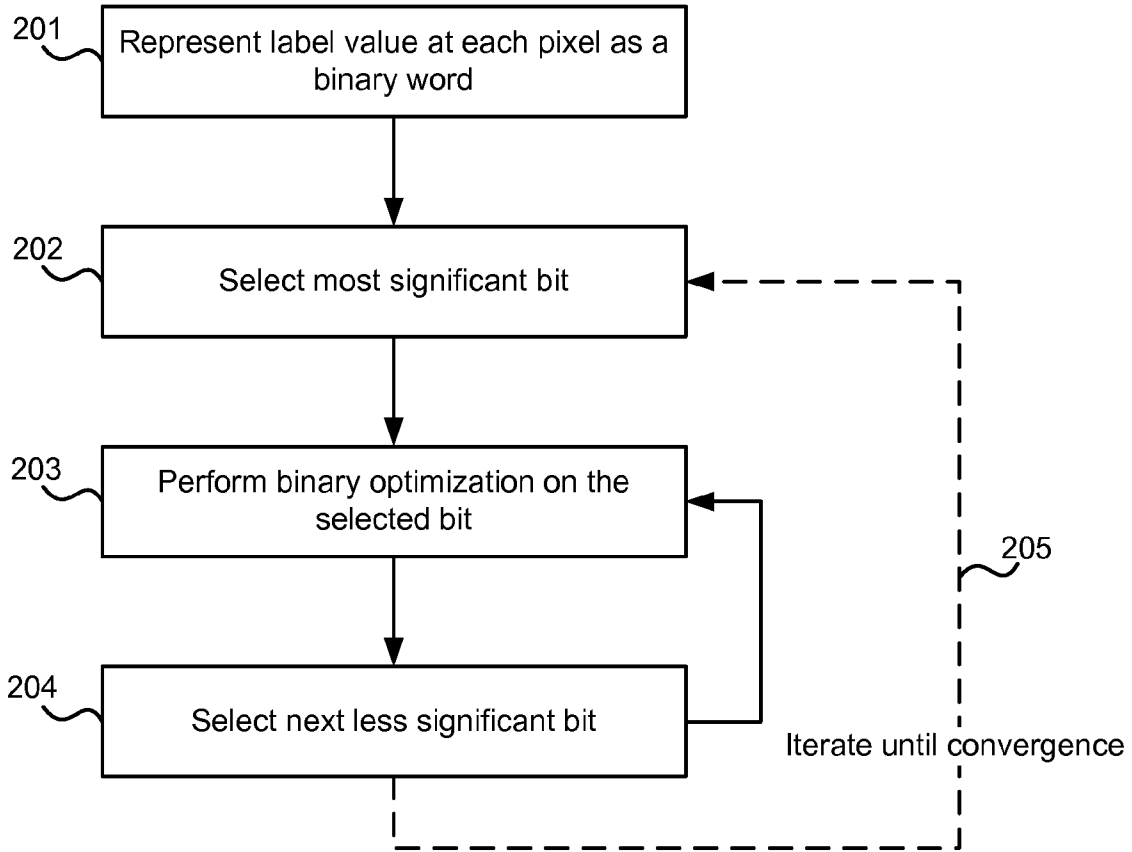 201
Represent label value at each pixel as a
binary word
202
Select most significant bit
203
Perform binary optimization on the
selected bit
205
204
Select next less significant bit
Iterate until convergence